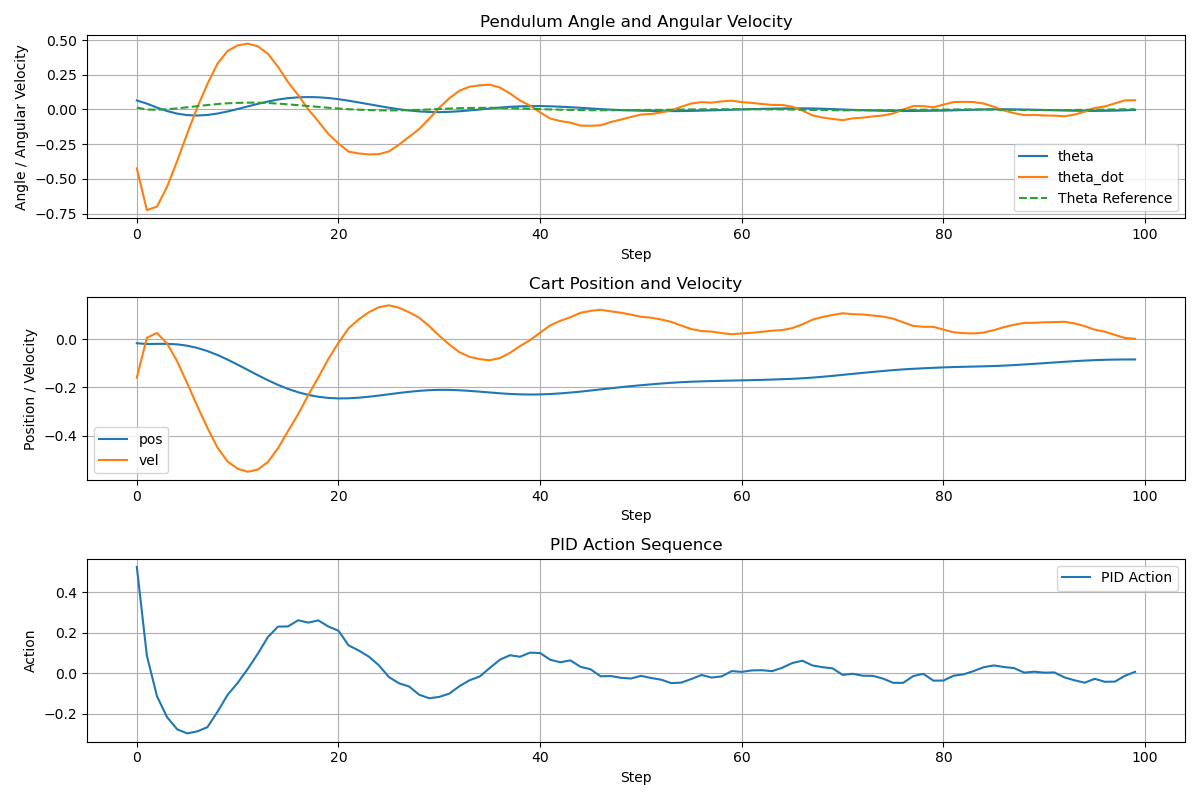 Pendulum Angle and Angular Velocity
Angle / Angular Velocity
0.50
0.25
0.00
−0.25
−0.50
−0.75
theta
theta_dot
Theta Reference
0 20 40 60 80 100
Step
Cart Position and Velocity
Position / Velocity
0.0
−0.2
−0.4
pos
vel
0 20 40 60 80 100
Step
PID Action Sequence
Action
0.4
0.2
0.0
−0.2
PID Action
0 20 40 60 80 100
Step